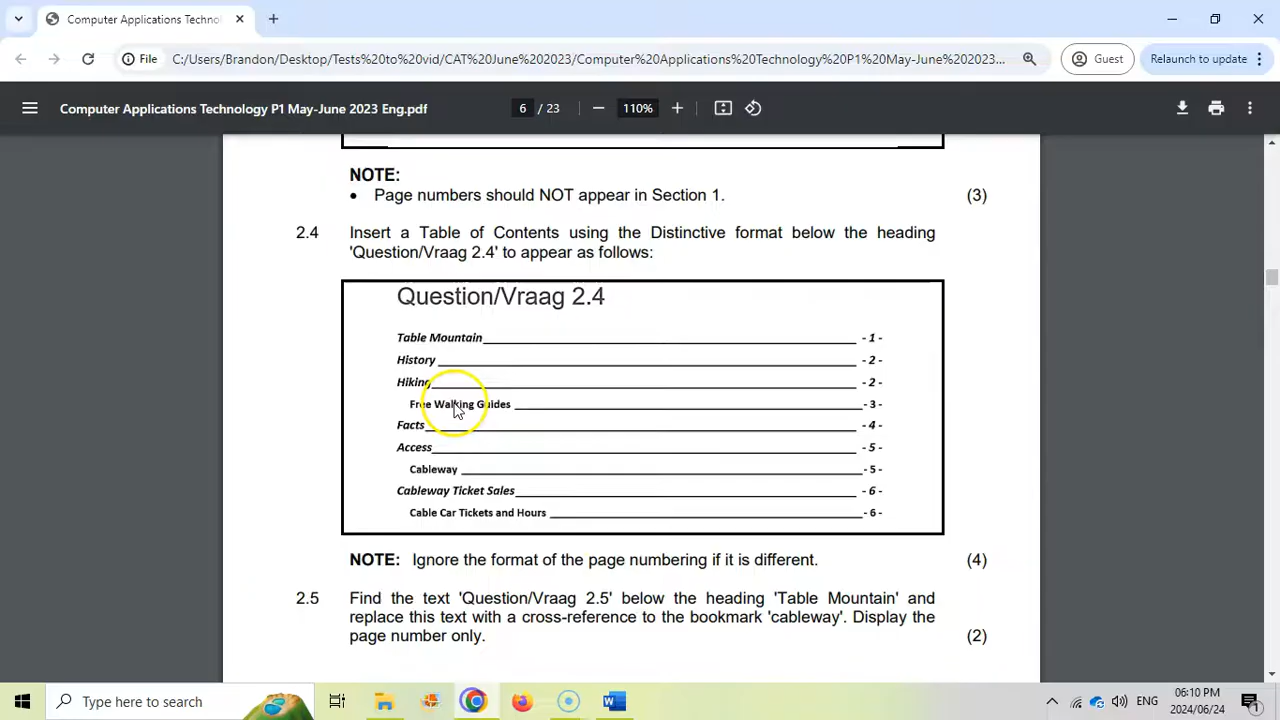 Computer Applications Techno
File
C:/Users/Brandon/Desktop/Tests%20to%20vid/CAT%20June%202023/Computer%20Applications%20Technology%20P1%20May-June%202023...
Guest
Relaunch to update
Computer Applications Technology P1 May-June 2023 Eng.pdf
6 / 23
110%
NOTE:
• Page numbers should NOT appear in Section 1. (3)
2.4 Insert a Table of Contents using the Distinctive format below the heading
'Question/Vraag 2.4' to appear as follows:
Question/Vraag 2.4
Table Mountain - 1 -
History - 2 -
Hiking - 2 -
Free Walking Guides - 3 -
Facts - 4 -
Access - 5 -
Cableway - 5 -
Cableway Ticket Sales - 6 -
Cable Car Tickets and Hours - 6 -
NOTE: Ignore the format of the page numbering if it is different. (4)
2.5 Find the text 'Question/Vraag 2.5' below the heading 'Table Mountain' and
replace this text with a cross-reference to the bookmark 'cableway'. Display the
page number only. (2)
Type here to search
ENG
06:10 PM
2024/06/24